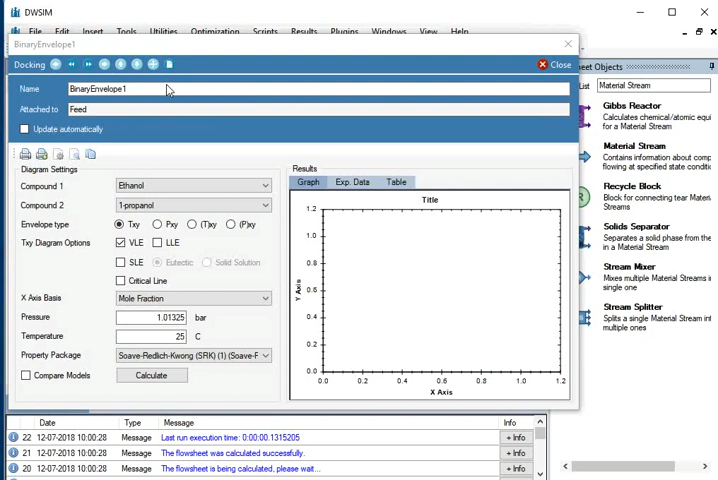 DWSIM
File Edit Insert Tools Utilities Optimization Scripts Results Plugins Windows View Help
BinaryEnvelope1
Docking Close
Name BinaryEnvelope1
Attached to Feed
Update automatically
Diagram Settings
Compound 1 Ethanol
Compound 2 1-propanol
Envelope type Txy Pxy (T)xy (P)xy
Txy Diagram Options VLE LLE
SLE Eutectic Solid Solution
Critical Line
X Axis Basis Mole Fraction
Pressure 1.01325 bar
Temperature 25 C
Property Package Soave-Redlich-Kwong (SRK) (1) (Soave-F
Compare Models Calculate
Results
Graph Exp. Data Table
Title
1.2
1.0
0.8
0.6
0.4
0.2
0.0
Y Axis
0.0 0.2 0.4 0.6 0.8 1.0 1.2
X Axis
eet Objects
List Material Stream
Gibbs Reactor
Calculates chemical/atomic equi
for a Material Stream
Material Stream
Contains information about comp
flowing at specified state conditio
Recycle Block
Block for connecting tear Materia
Streams
Solids Separator
Separates a solid phase from the
in a Material Stream
Stream Mixer
Mixes multiple Material Streams i
single one
Stream Splitter
Splits a single Material Stream int
multiple ones
Date Type Message Info
22 12-07-2018 10:00:28 Message Last run execution time: 0:00:00.1315205 + Info
21 12-07-2018 10:00:28 Message The flowsheet was calculated successfully. + Info
20 12-07-2018 10:00:28 Message The flowsheet is being calculated, please wait... + Info